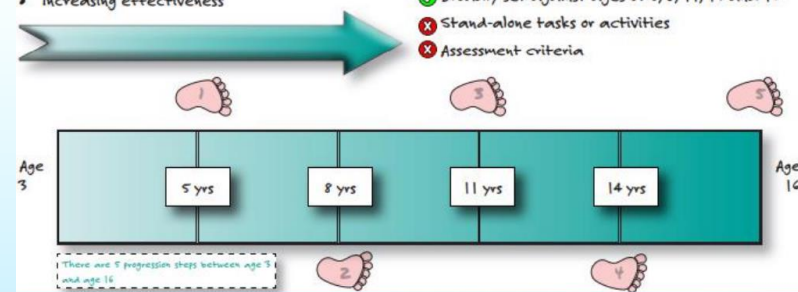 Increasing effectiveness
Stand-alone tasks or activities
Assessment criteria
1
3
5
Age
3
5 yrs
8 yrs
11 yrs
14 yrs
Age
16
There are 5 progression steps between age 3
and age 16
2
4